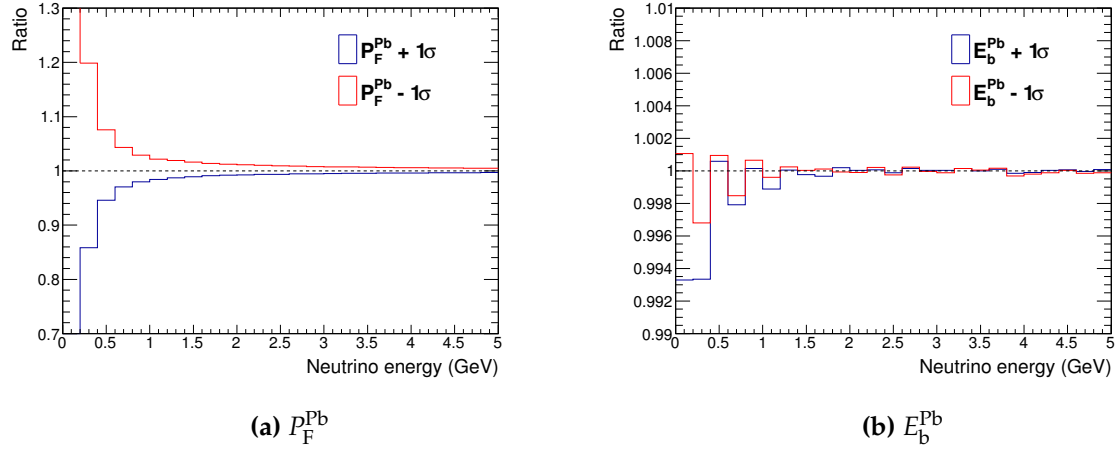 Ratio
1.3
1.2
1.1
1
0.9
0.8
0.7
P_F^Pb + 1σ
P_F^Pb - 1σ
0 0.5 1 1.5 2 2.5 3 3.5 4 4.5 5
Neutrino energy (GeV)
(a) P_F^Pb
Ratio
1.01
1.008
1.006
1.004
1.002
1
0.998
0.996
0.994
0.992
0.99
E_b^Pb + 1σ
E_b^Pb - 1σ
0 0.5 1 1.5 2 2.5 3 3.5 4 4.5 5
Neutrino energy (GeV)
(b) E_b^Pb